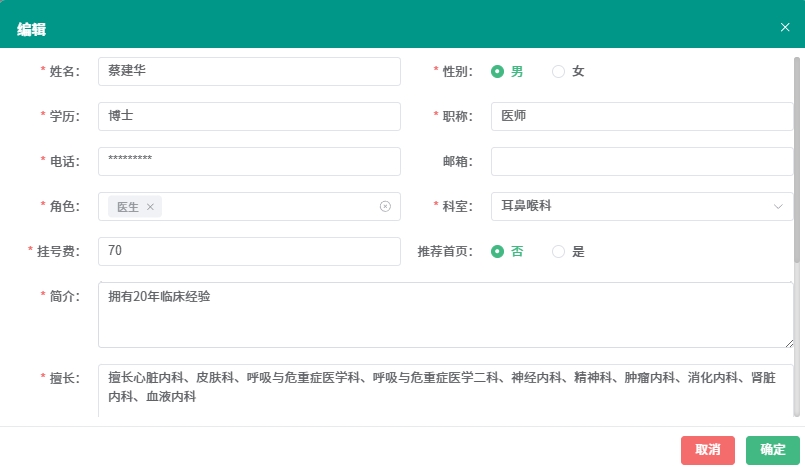 编辑
* 姓名: 蔡建华 * 性别: 男 女
* 学历: 博士 * 职称: 医师
* 电话: ********* 邮箱:
* 角色: 医生 × * 科室: 耳鼻喉科
* 挂号费: 70 推荐首页: 否 是
* 简介: 拥有20年临床经验
* 擅长: 擅长心脏内科、皮肤科、呼吸与危重症医学科、呼吸与危重症医学二科、神经内科、精神科、肿瘤内科、消化内科、肾脏
内科、血液内科
取消 确定